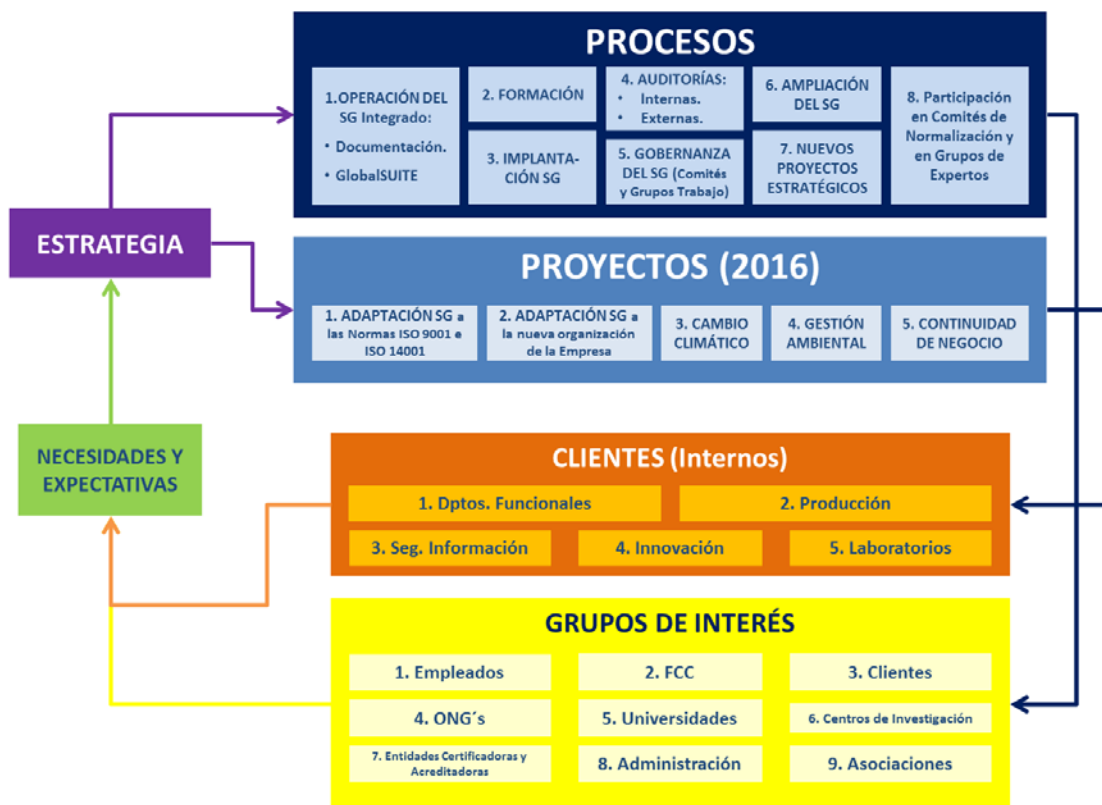 PROCESOS
1.OPERACIÓN DEL
SG Integrado:
• Documentación.
• GlobalSUITE
2. FORMACIÓN
3. IMPLANTA-
CIÓN SG
4. AUDITORÍAS:
• Internas.
• Externas.
5. GOBERNANZA
DEL SG (Comités
y Grupos Trabajo)
6. AMPLIACIÓN
DEL SG
7. NUEVOS
PROYECTOS
ESTRATÉGICOS
8. Participación
en Comités de
Normalización y
en Grupos de
Expertos
ESTRATEGIA
PROYECTOS (2016)
1. ADAPTACIÓN SG a
las Normas ISO 9001 e
ISO 14001
2. ADAPTACIÓN SG a
la nueva organización
de la Empresa
3. CAMBIO
CLIMÁTICO
4. GESTIÓN
AMBIENTAL
5. CONTINUIDAD
DE NEGOCIO
NECESIDADES Y
EXPECTATIVAS
CLIENTES (Internos)
1. Dptos. Funcionales
2. Producción
3. Seg. Información
4. Innovación
5. Laboratorios
GRUPOS DE INTERÉS
1. Empleados
2. FCC
3. Clientes
4. ONG´s
5. Universidades
6. Centros de Investigación
7. Entidades Certificadoras y
Acreditadoras
8. Administración
9. Asociaciones